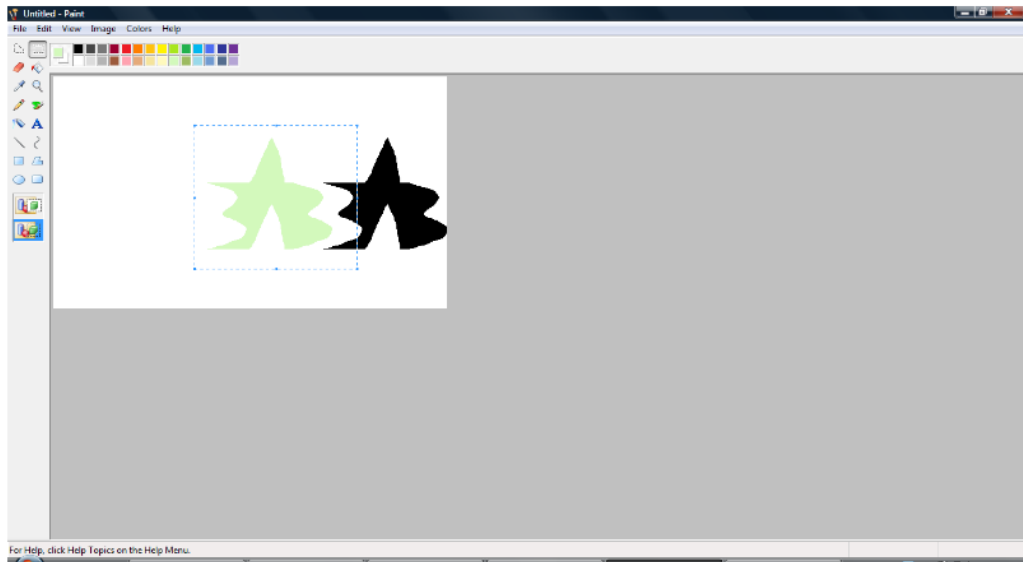 Untitled - Paint
File Edit View Image Colors Help
A
For Help, click Help Topics on the Help Menu.